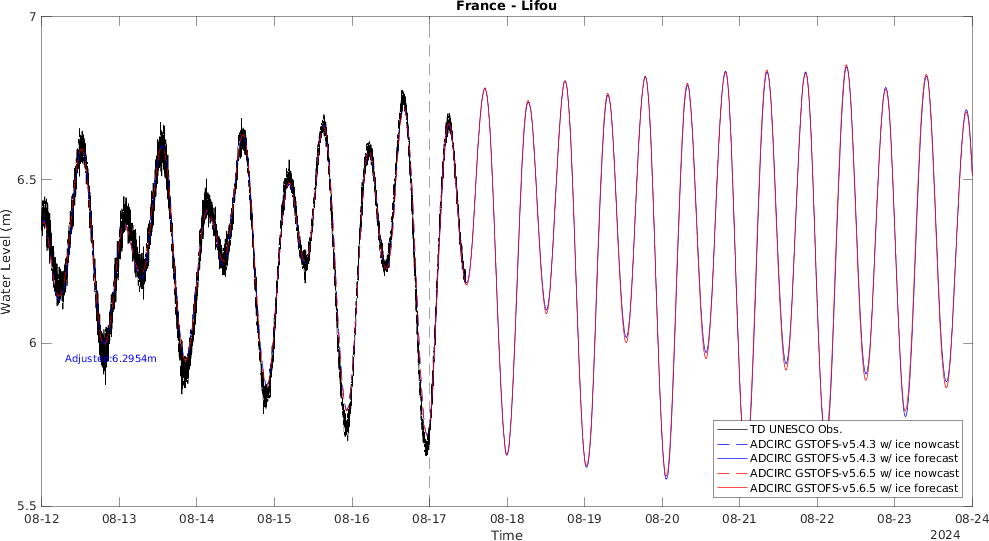 France - Lifou
Water Level (m)
7
6.5
6
5.5
Adjusted:6.2954m
TD UNESCO Obs.
ADCIRC GSTOFS-v5.4.3 w/ ice nowcast
ADCIRC GSTOFS-v5.4.3 w/ ice forecast
ADCIRC GSTOFS-v5.6.5 w/ ice nowcast
ADCIRC GSTOFS-v5.6.5 w/ ice forecast
08-12 08-13 08-14 08-15 08-16 08-17 08-18 08-19 08-20 08-21 08-22 08-23 08-24
Time
2024